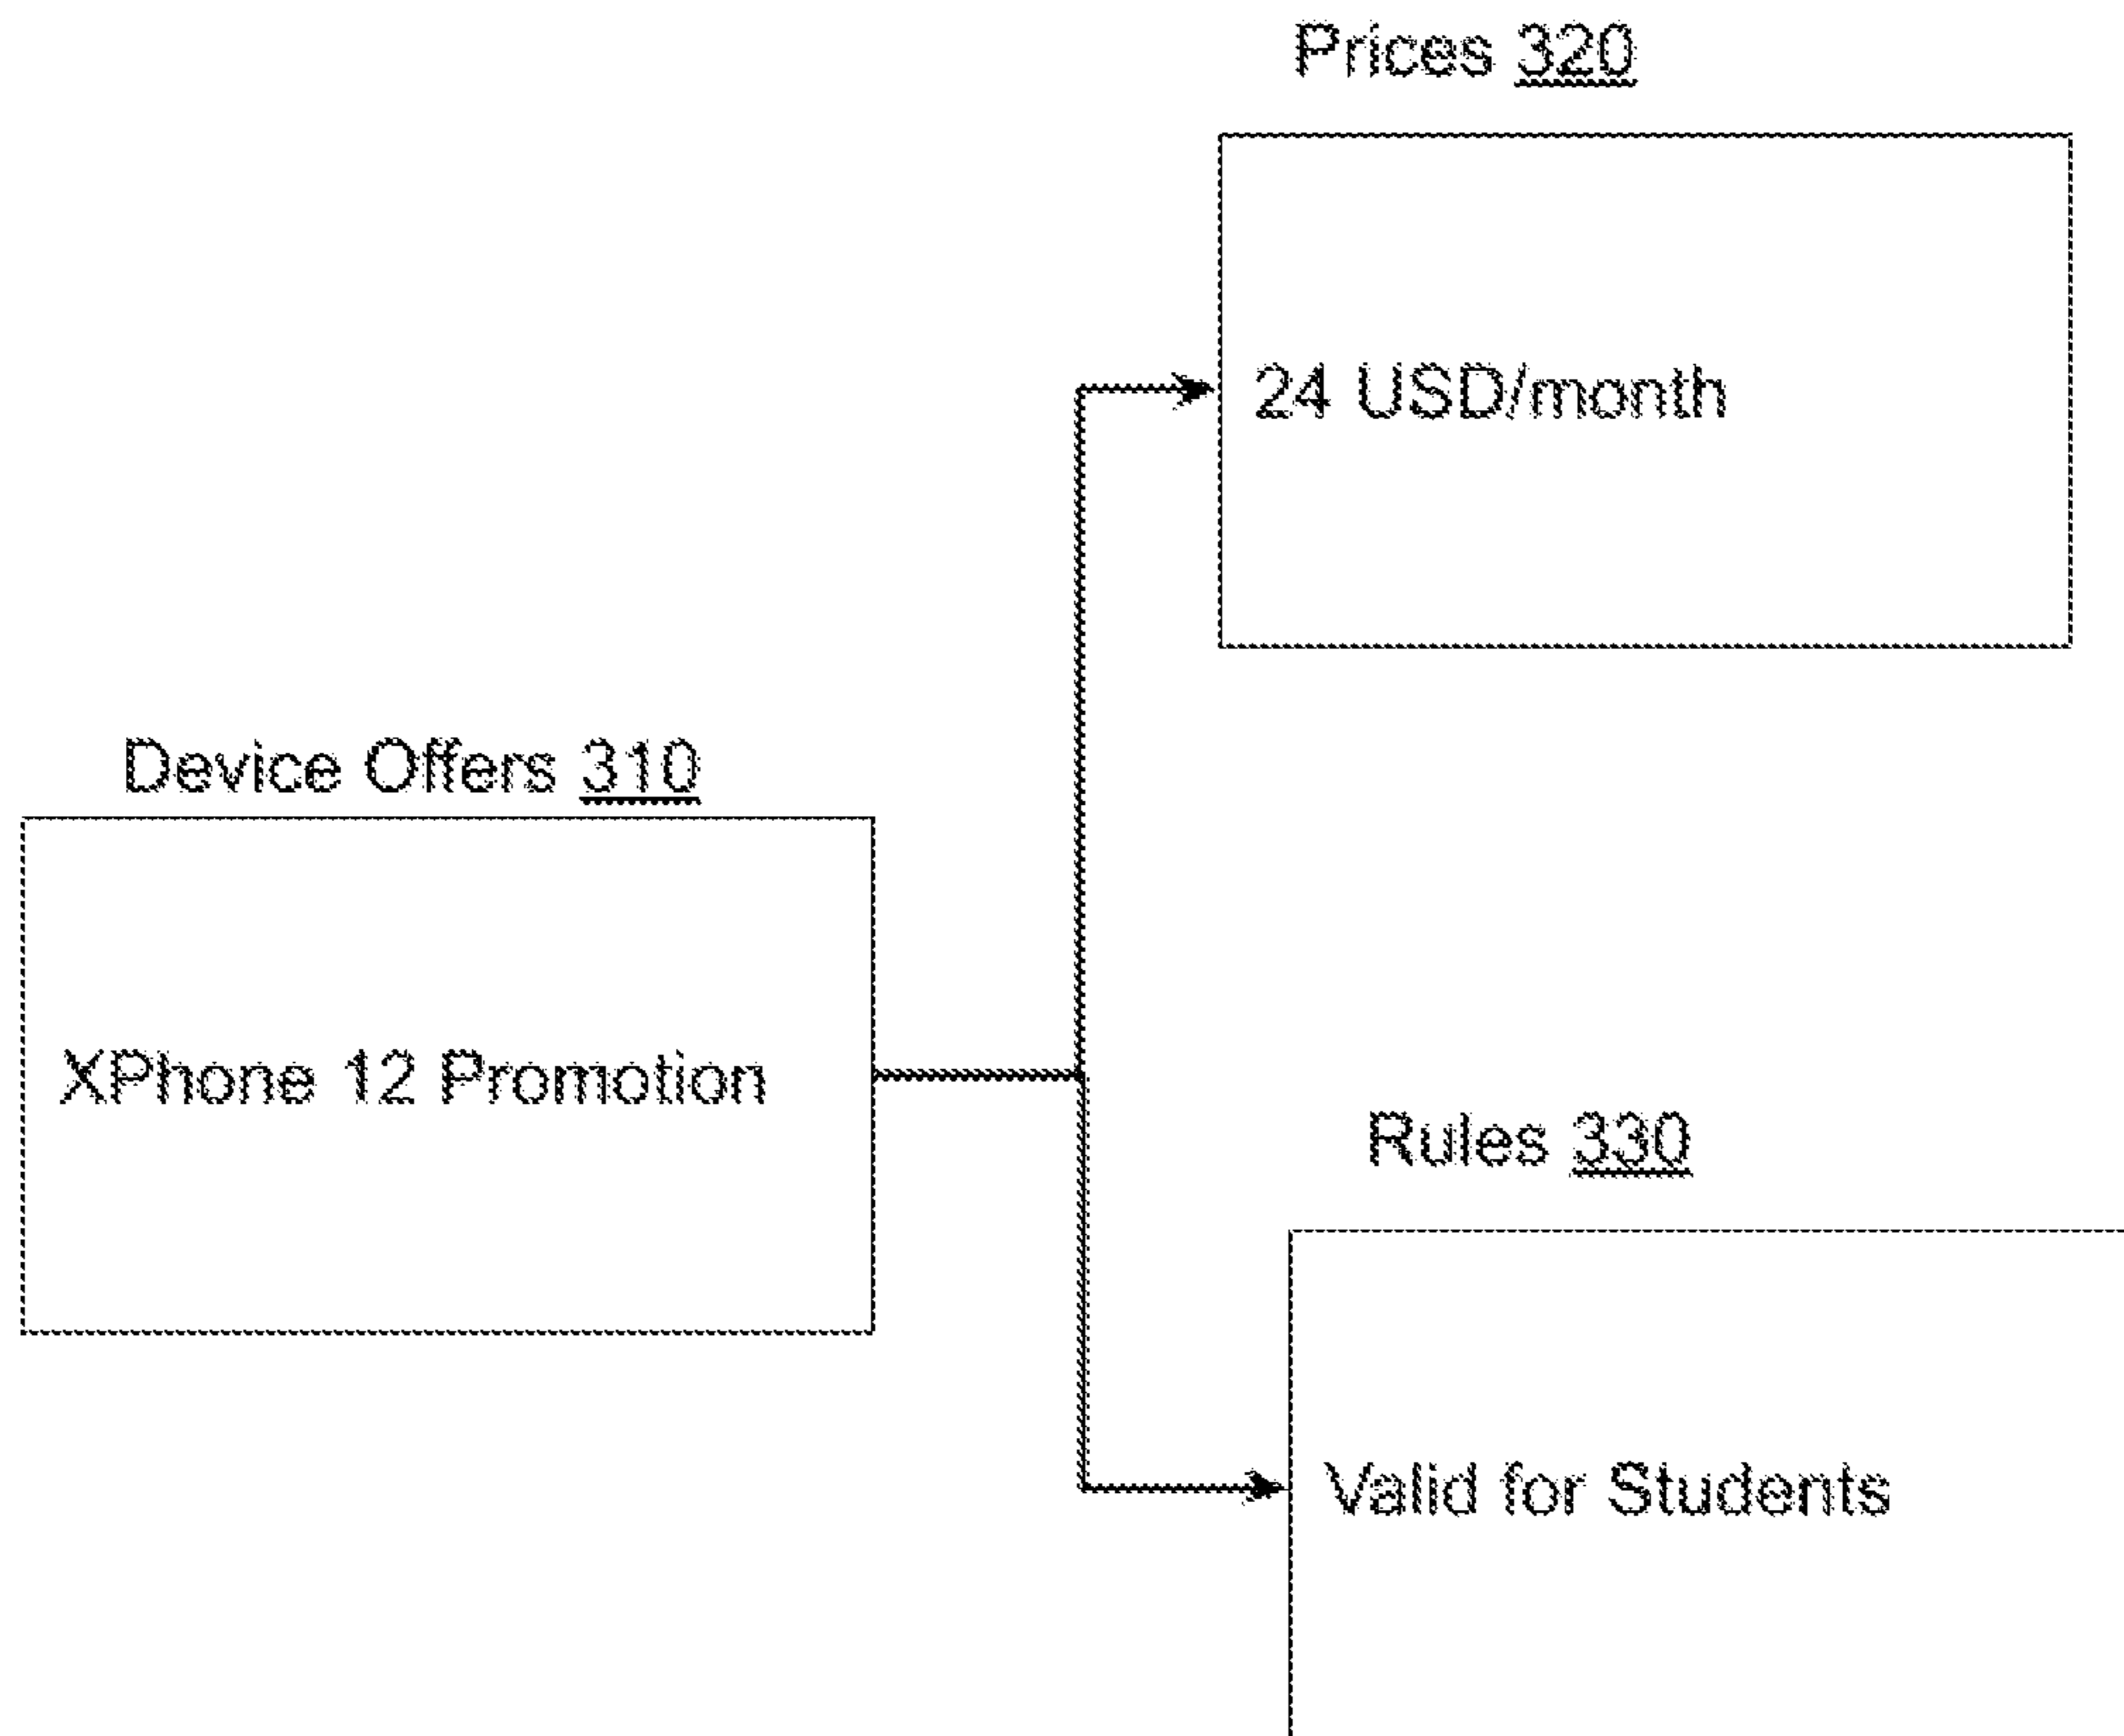 Prices 320
24 USD/month
Device Offers 310
XPhone 12 Promotion
Rules 330
Valid for Students